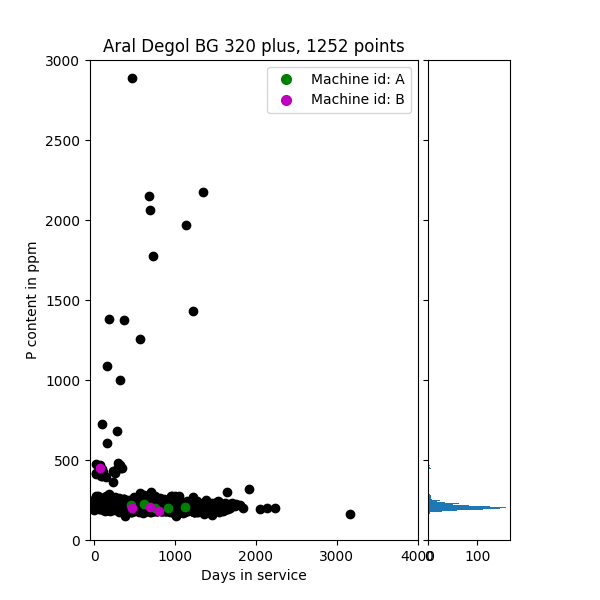 Aral Degol BG 320 plus, 1252 points
Machine id: A
Machine id: B
P content in ppm
3000
2500
2000
1500
1000
500
0
0 1000 2000 3000 4000
0 100
Days in service